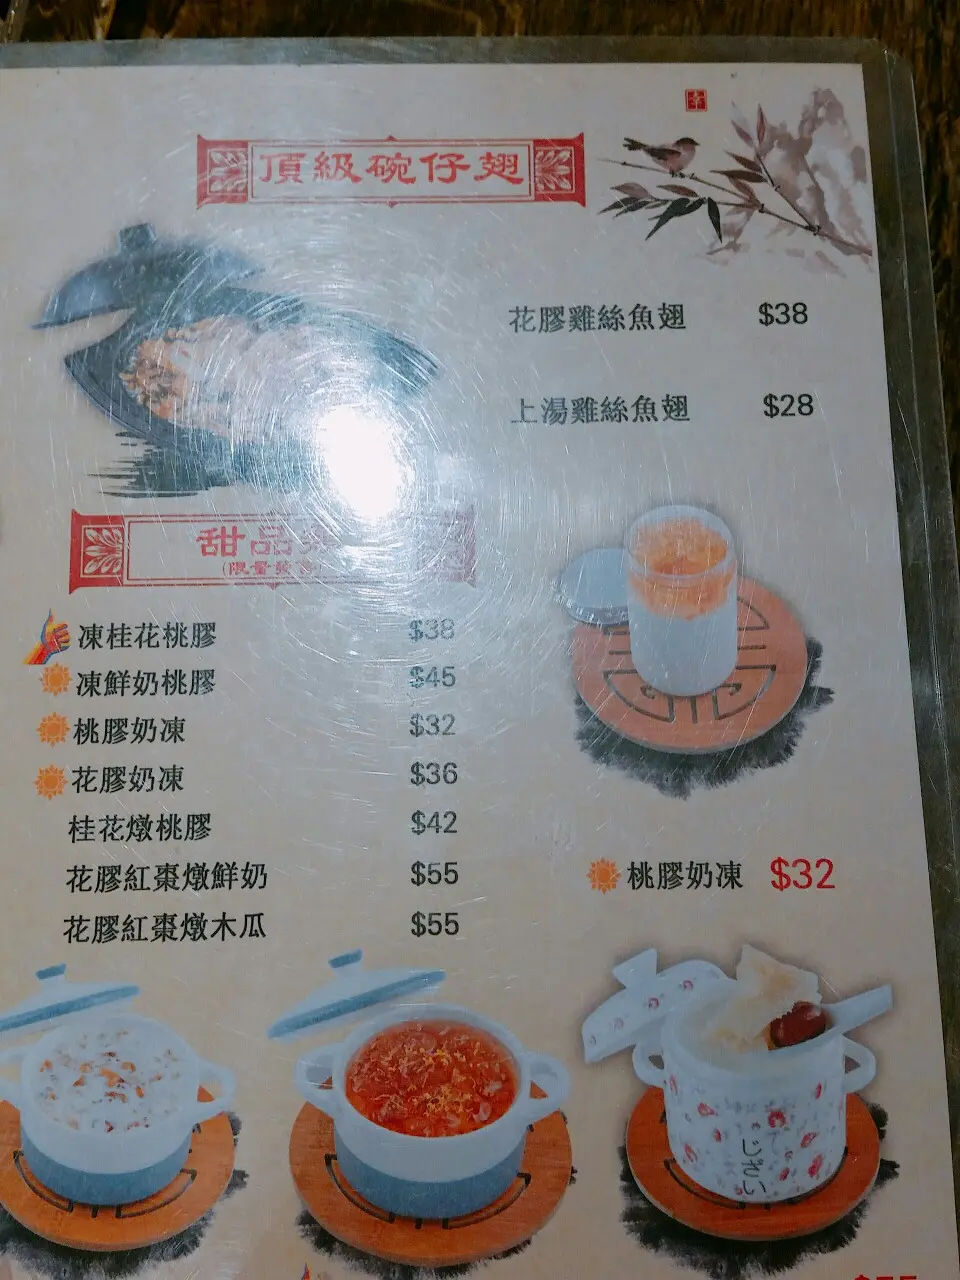 幸
頂級碗仔翅
花膠雞絲魚翅 $38
上湯雞絲魚翅 $28
甜品
(限量
凍桂花桃膠 $38
凍鮮奶桃膠 $45
桃膠奶凍 $32
花膠奶凍 $36
桂花燉桃膠 $42
花膠紅棗燉鮮奶 $55
花膠紅棗燉木瓜 $55
桃膠奶凍 $32
じざい